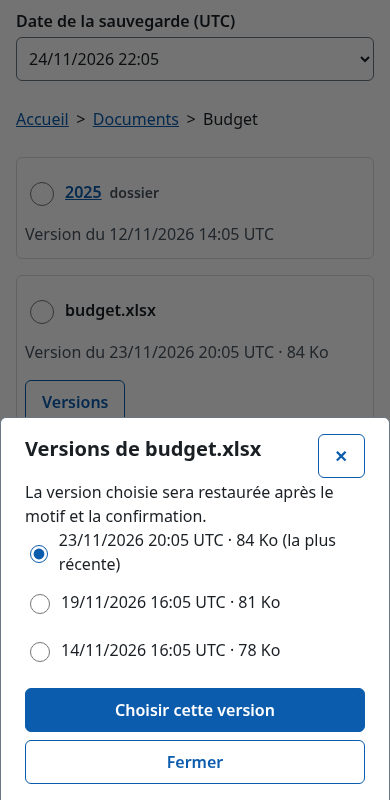 Date de la sauvegarde (UTC)
24/11/2026 22:05
Accueil > Documents > Budget
2025 dossier
Version du 12/11/2026 14:05 UTC
budget.xlsx
Version du 23/11/2026 20:05 UTC · 84 Ko
Versions
Versions de budget.xlsx
×
La version choisie sera restaurée après le
motif et la confirmation.
23/11/2026 20:05 UTC · 84 Ko (la plus
récente)
19/11/2026 16:05 UTC · 81 Ko
14/11/2026 16:05 UTC · 78 Ko
Choisir cette version
Fermer